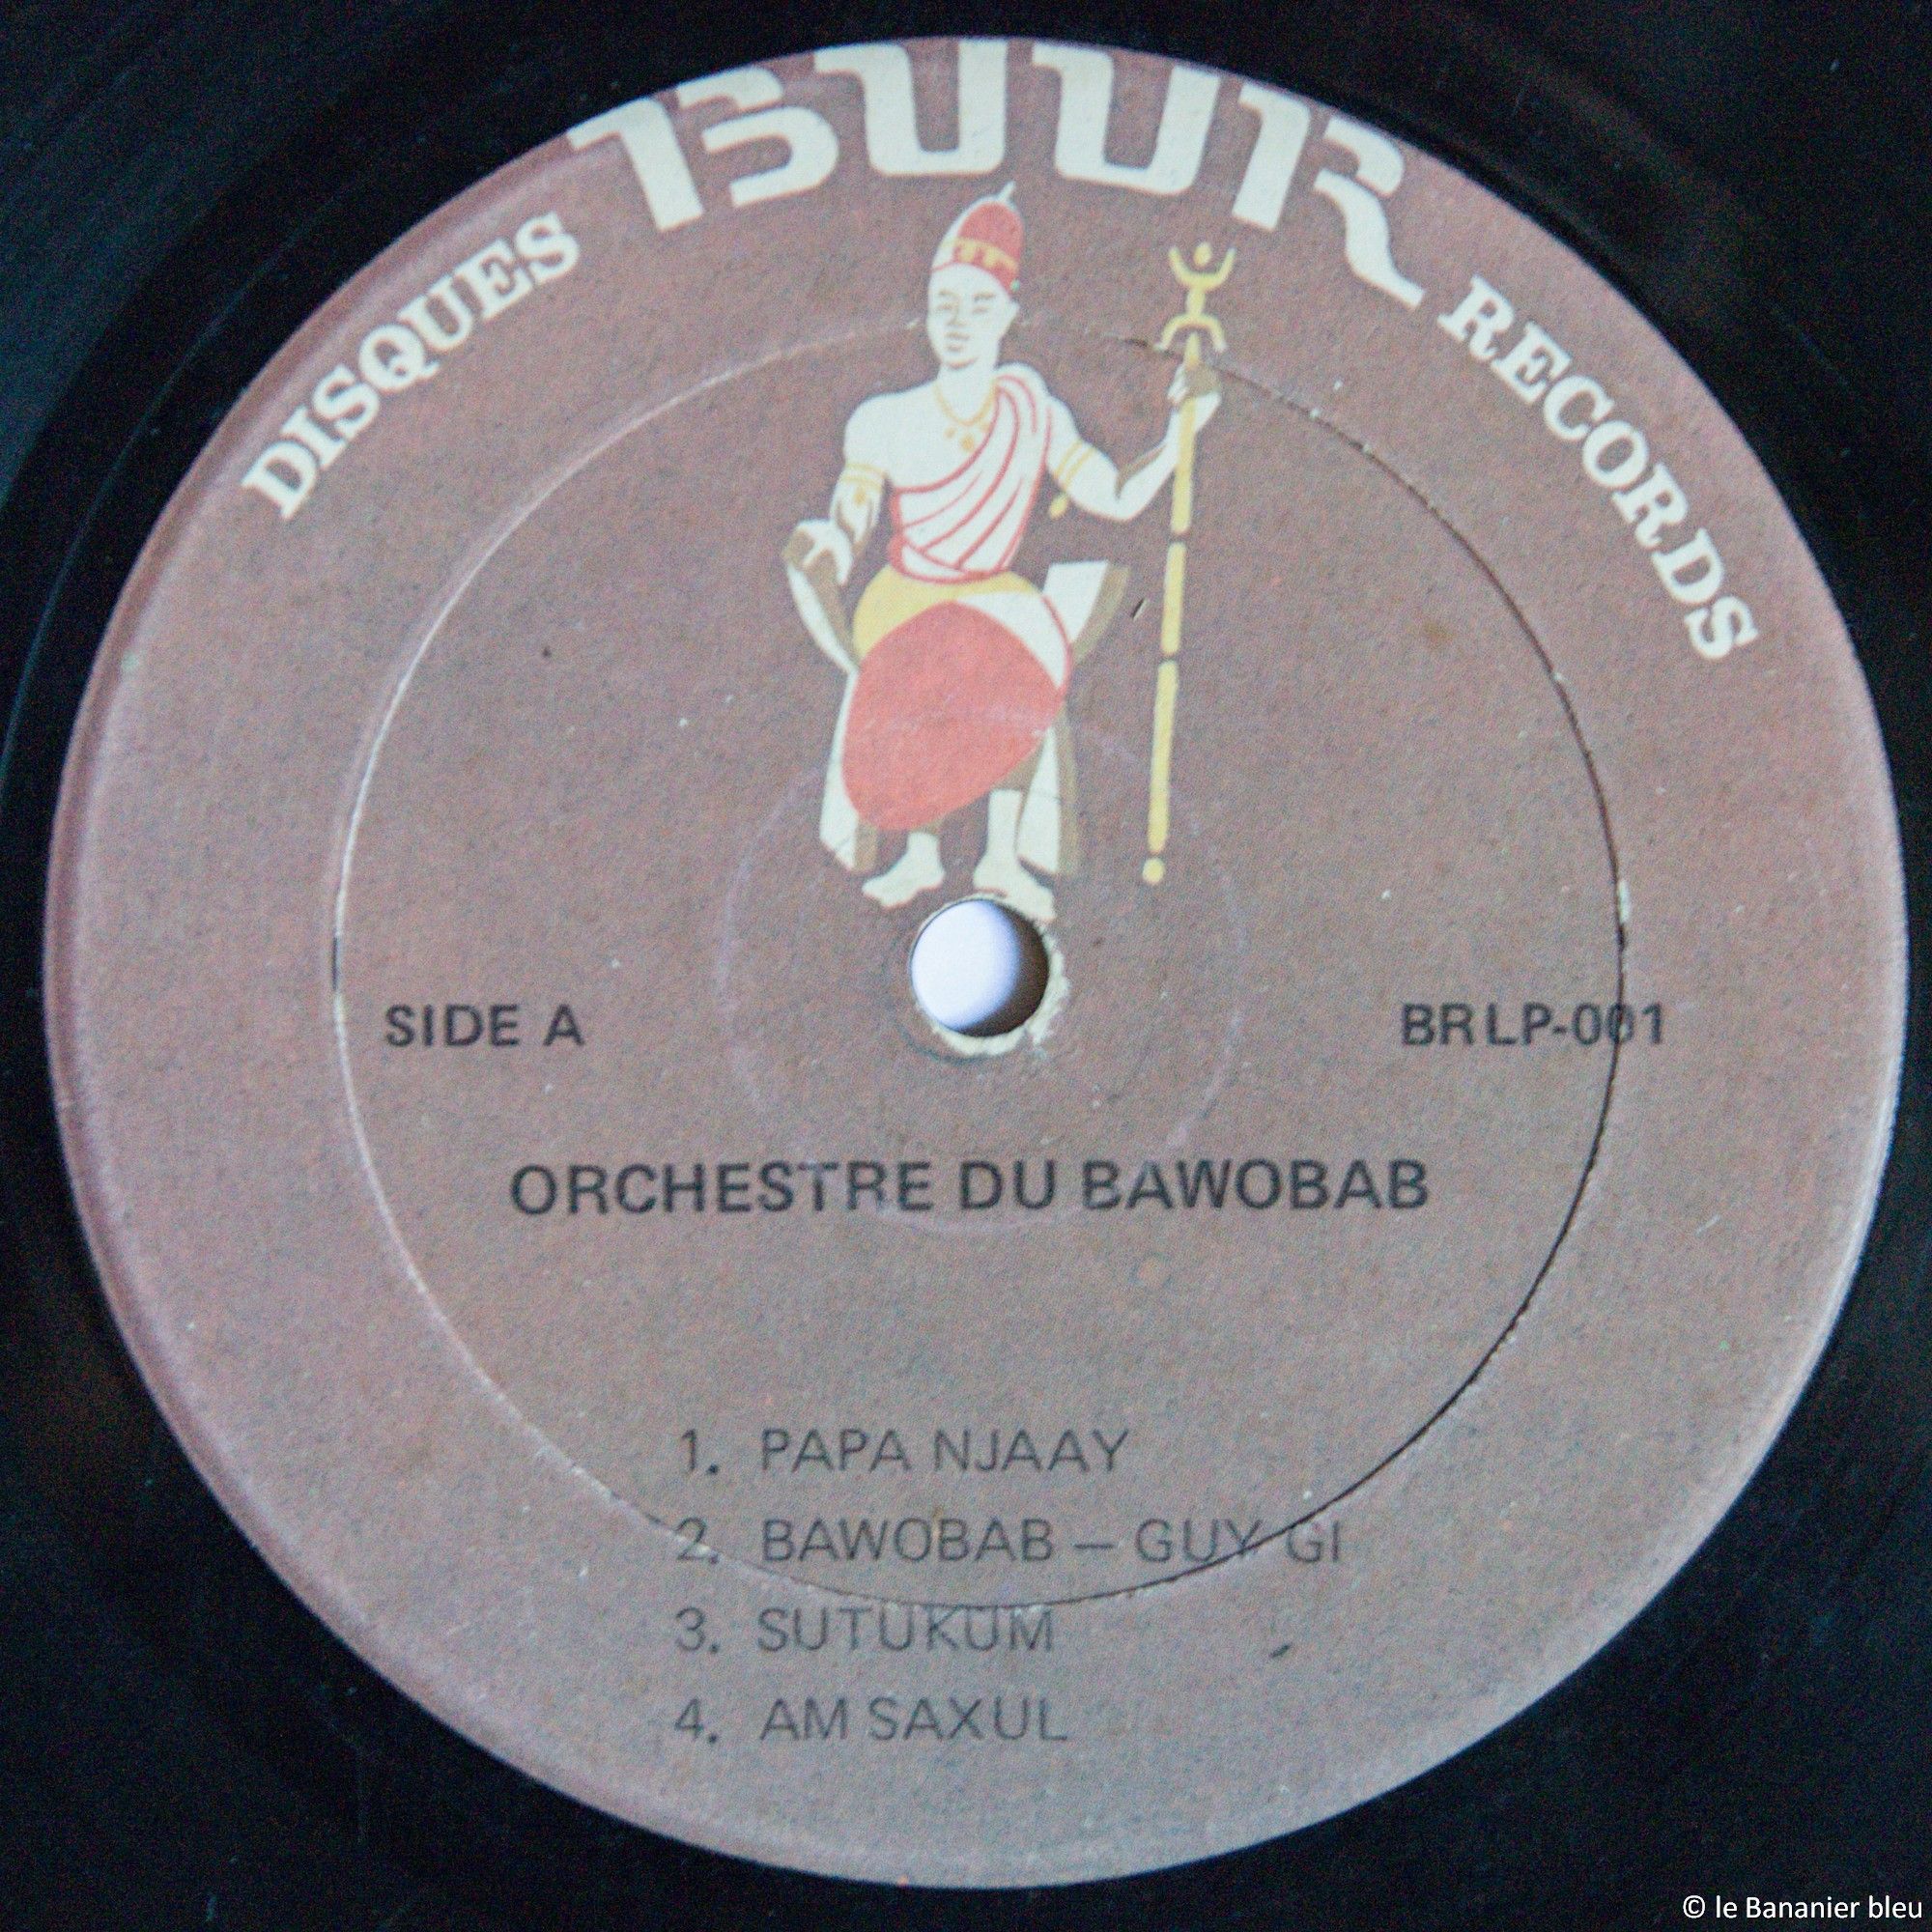 DISQUES BUUR RECORDS
SIDE A
BRLP-001
ORCHESTRE DU BAWOBAB
1. PAPA NJAAY
2. BAWOBAB – GUY GI
3. SUTUKUM
4. AM SAXUL
© le Bananier bleu